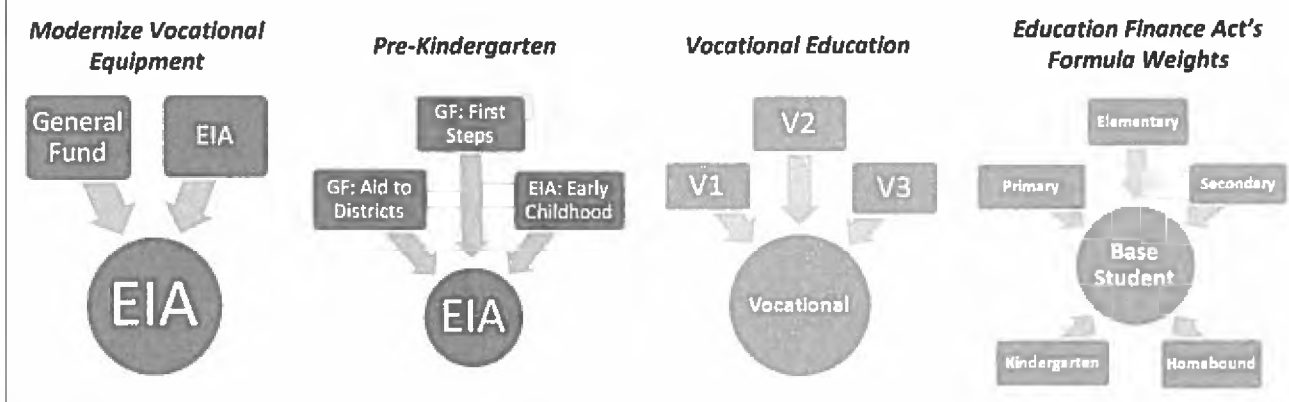 Modernize Vocational
Equipment
General
Fund
EIA
EIA
Pre-Kindergarten
GF: First
Steps
GF: Aid to
Districts
EIA: Early
Childhood
EIA
Vocational Education
V2
V1
V3
Vocational
Education Finance Act's
Formula Weights
Elementary
Primary
Secondary
Base
Student
Kindergarten
Homebound